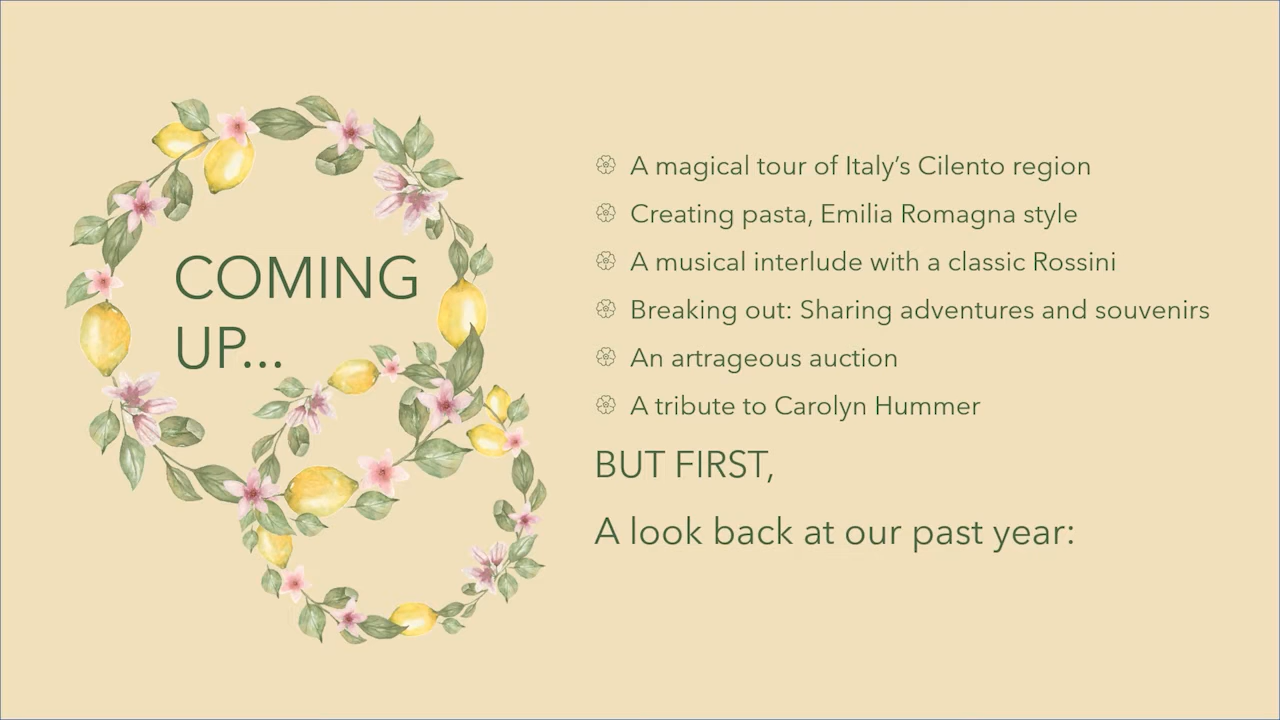 COMING
UP...
A magical tour of Italy’s Cilento region
Creating pasta, Emilia Romagna style
A musical interlude with a classic Rossini
Breaking out: Sharing adventures and souvenirs
An artrageous auction
A tribute to Carolyn Hummer
BUT FIRST,
A look back at our past year: